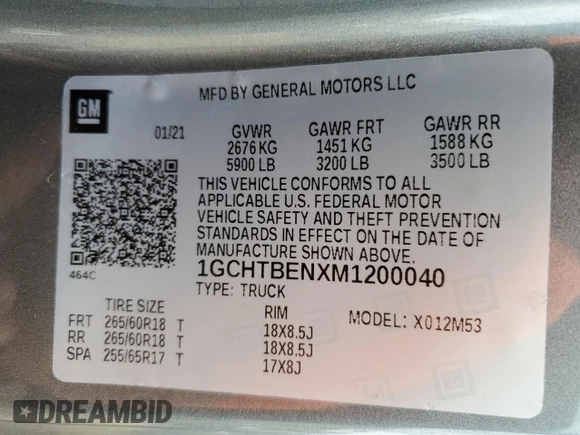 GM
MFD BY GENERAL MOTORS LLC
01/21 GVWR GAWR FRT GAWR RR
2676 KG 1451 KG 1588 KG
5900 LB 3200 LB 3500 LB
THIS VEHICLE CONFORMS TO ALL
APPLICABLE U.S. FEDERAL MOTOR
VEHICLE SAFETY AND THEFT PREVENTION
STANDARDS IN EFFECT ON THE DATE OF
MANUFACTURE SHOWN ABOVE.
464C
1GCHTBENXM1200040
TYPE: TRUCK
TIRE SIZE RIM
FRT 265/60R18 T 18X8.5J
RR 265/60R18 T 18X8.5J
SPA 255/65R17 T 17X8J
MODEL: X012M53
DREAMBID